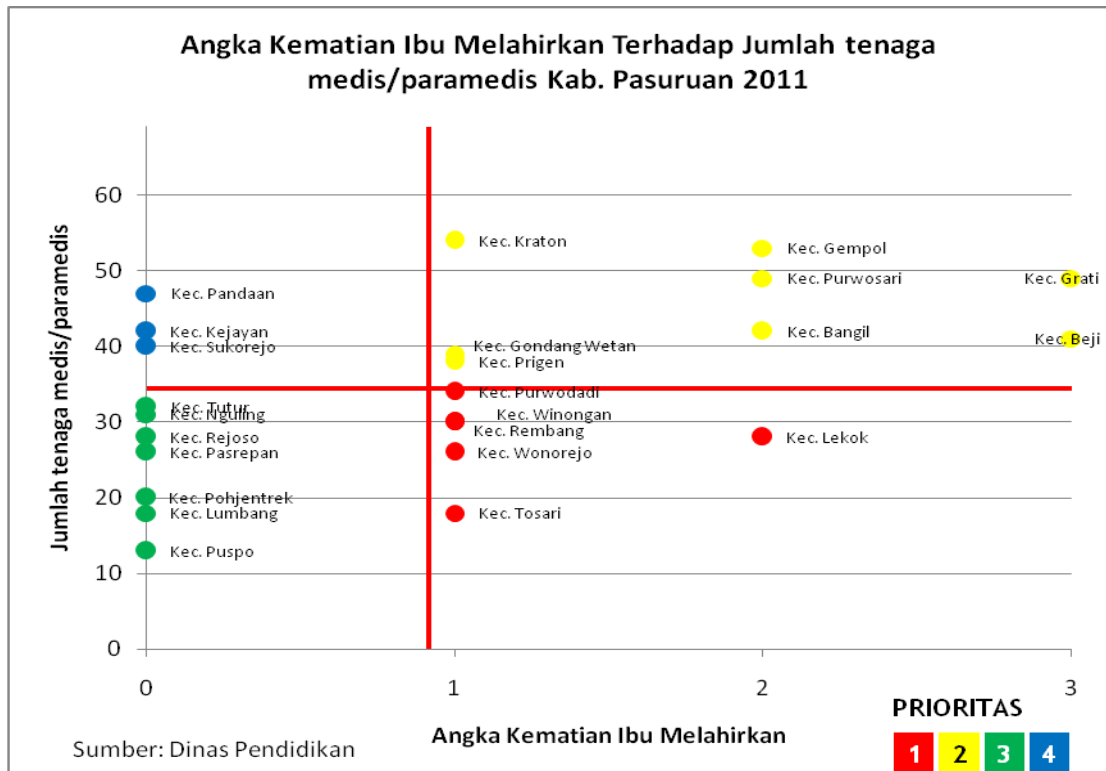 Angka Kematian Ibu Melahirkan Terhadap Jumlah tenaga
medis/paramedis Kab. Pasuruan 2011
Jumlah tenaga medis/paramedis
60
50
40
30
20
10
0
Kec. Kraton
Kec. Gempol
Kec. Purwosari
Kec. Grati
Kec. Pandaan
Kec. Kejayan
Kec. Sukorejo
Kec. Bangil
Kec. Beji
Kec. Gondang Wetan
Kec. Prigen
Kec. Purwodadi
Kec. Tutur
Kec. Nguling
Kec. Winongan
Kec. Rembang
Kec. Rejoso
Kec. Lekok
Kec. Pasrepan
Kec. Wonorejo
Kec. Pohjentrek
Kec. Lumbang
Kec. Tosari
Kec. Puspo
0 1 2 3
Angka Kematian Ibu Melahirkan
Sumber: Dinas Pendidikan
PRIORITAS
1 2 3 4